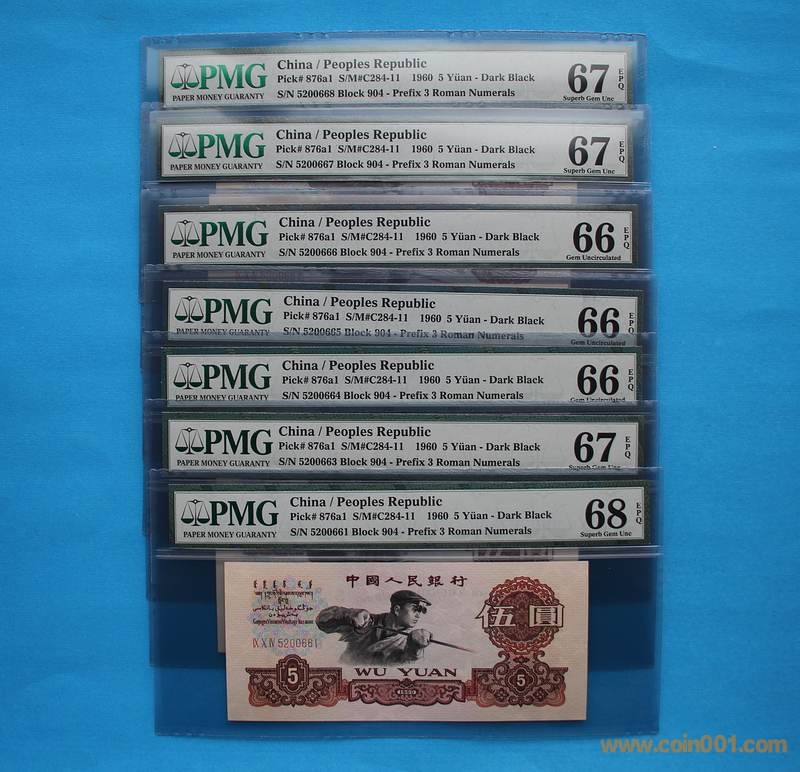 PMG
PAPER MONEY GUARANTY
China / Peoples Republic
Pick# 876a1 S/M#C284-11 1960 5 Yüan - Dark Black
S/N 5200668 Block 904 - Prefix 3 Roman Numerals
67 EPQ
Superb Gem Unc
PMG
PAPER MONEY GUARANTY
China / Peoples Republic
Pick# 876a1 S/M#C284-11 1960 5 Yüan - Dark Black
S/N 5200667 Block 904 - Prefix 3 Roman Numerals
67 EPQ
Superb Gem Unc
PMG
PAPER MONEY GUARANTY
China / Peoples Republic
Pick# 876a1 S/M#C284-11 1960 5 Yüan - Dark Black
S/N 5200666 Block 904 - Prefix 3 Roman Numerals
66 EPQ
Gem Uncirculated
PMG
PAPER MONEY GUARANTY
China / Peoples Republic
Pick# 876a1 S/M#C284-11 1960 5 Yüan - Dark Black
S/N 5200665 Block 904 - Prefix 3 Roman Numerals
66 EPQ
Gem Uncirculated
PMG
PAPER MONEY GUARANTY
China / Peoples Republic
Pick# 876a1 S/M#C284-11 1960 5 Yüan - Dark Black
S/N 5200664 Block 904 - Prefix 3 Roman Numerals
66 EPQ
Gem Uncirculated
PMG
PAPER MONEY GUARANTY
China / Peoples Republic
Pick# 876a1 S/M#C284-11 1960 5 Yüan - Dark Black
S/N 5200663 Block 904 - Prefix 3 Roman Numerals
67 EPQ
Superb Gem Unc
PMG
PAPER MONEY GUARANTY
China / Peoples Republic
Pick# 876a1 S/M#C284-11 1960 5 Yüan - Dark Black
S/N 5200661 Block 904 - Prefix 3 Roman Numerals
68 EPQ
Superb Gem Unc
中國人民銀行
伍圓
IX X IV 5200661
WU YUAN
5
1960
5
www.coin001.com